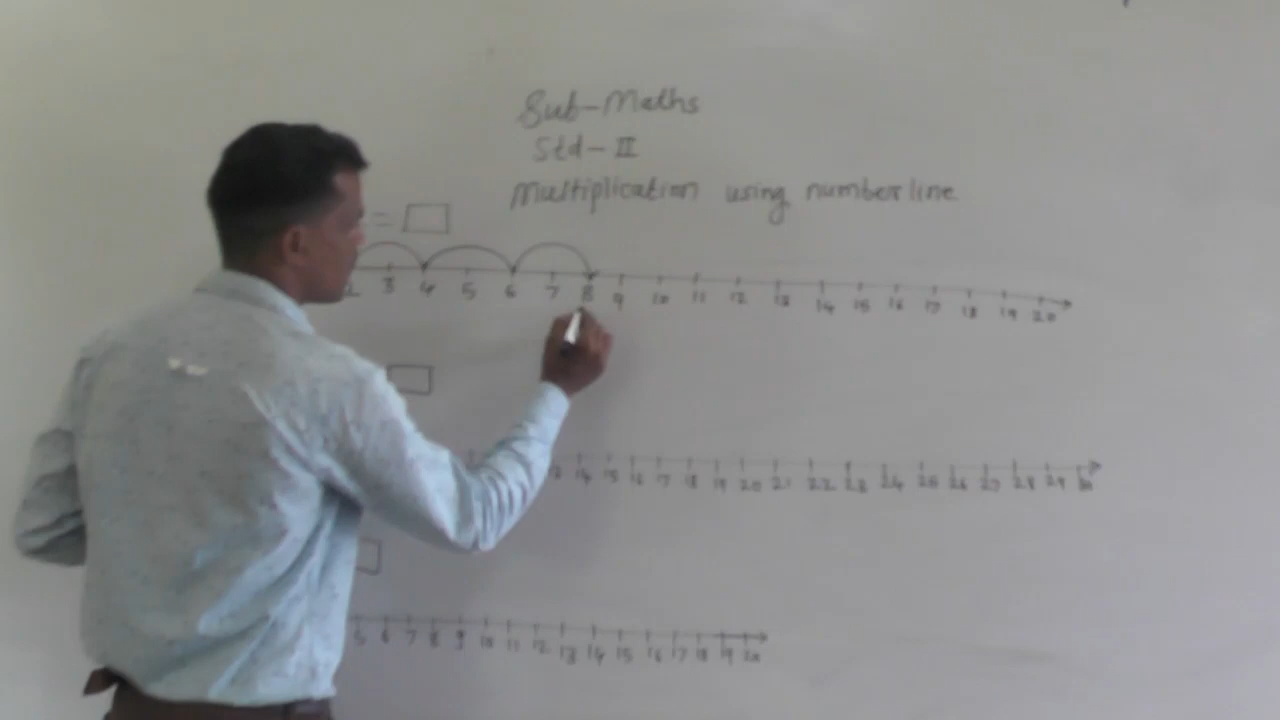 Sub-Maths
Std-II
Multiplication using numberline
=
2 3 4 5 6 7 8 9 10 11 12 13 14 15 16 17 18 19 20
14 15 16 17 18 19 20 21 22 23 24 25 26 27 28 29 30
5 6 7 8 9 10 11 12 13 14 15 16 17 18 19 20